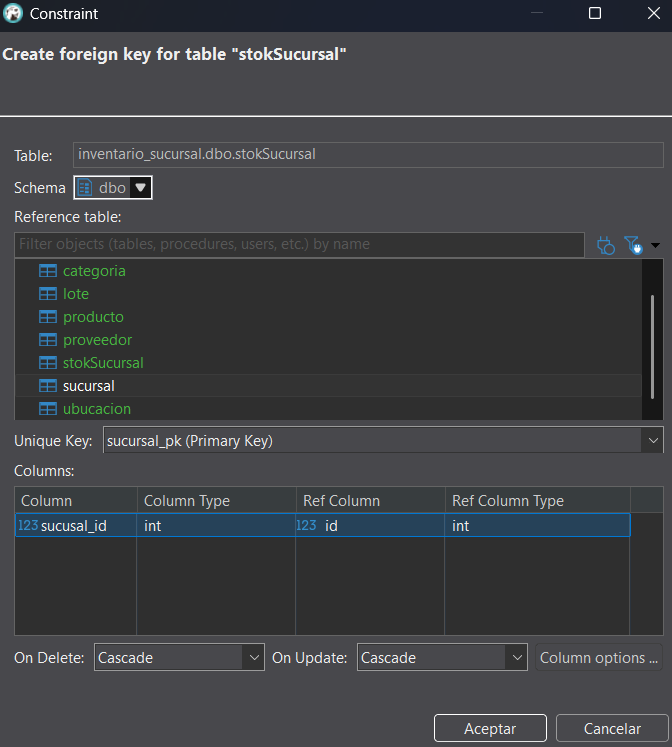 Constraint
Create foreign key for table "stokSucursal"
Table: inventario_sucursal.dbo.stokSucursal
Schema dbo
Reference table:
Filter objects (tables, procedures, users, etc.) by name
categoria
lote
producto
proveedor
stokSucursal
sucursal
ubucacion
Unique Key: sucursal_pk (Primary Key)
Columns:
Column Column Type Ref Column Ref Column Type
123 sucusal_id int 123 id int
On Delete: Cascade On Update: Cascade Column options ...
Aceptar Cancelar